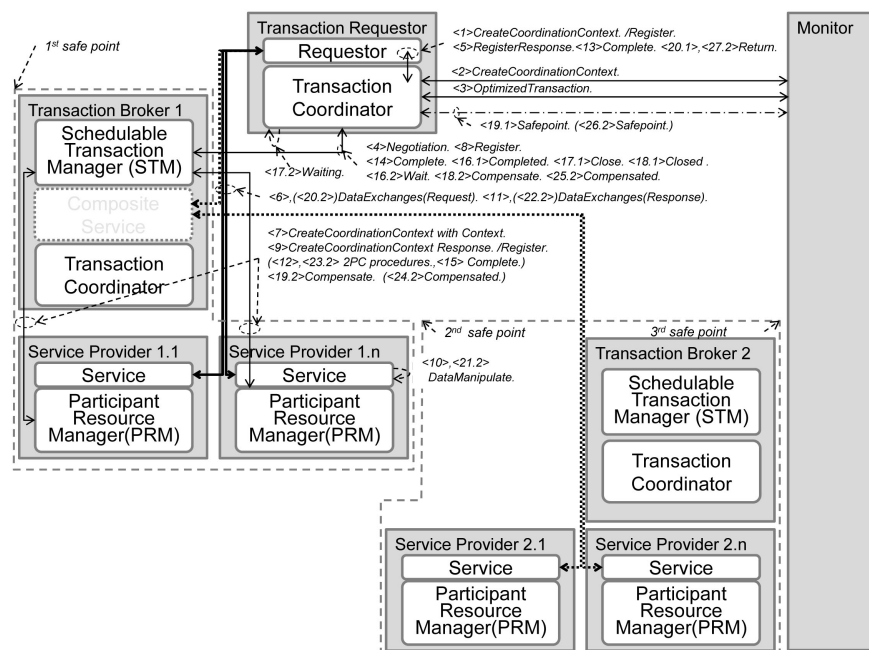 1st safe point
Transaction Requestor
Requestor
Transaction
Coordinator
<1>CreateCoordinationContext. /Register.
<5>RegisterResponse.<13>Complete. <20.1>,<27.2>Return.
<2>CreateCoordinationContext.
<3>OptimizedTransaction.
<19.1>Safepoint. (<26.2>Safepoint.)
Monitor
Transaction Broker 1
Schedulable
Transaction
Manager (STM)
Composite
Service
Transaction
Coordinator
<4>Negotiation. <8>Register.
<14>Complete. <16.1>Completed. <17.1>Close. <18.1>Closed .
<17.2>Waiting.
<16.2>Wait. <18.2>Compensate. <25.2>Compensated.
<6>,(<20.2>)DataExchanges(Request). <11>,(<22.2>)DataExchanges(Response).
<7>CreateCoordinationContext with Context.
<9>CreateCoordinationContext Response. /Register.
(<12>,<23.2> 2PC procedures.,<15> Complete.)
<19.2>Compensate. (<24.2>Compensated.)
2nd safe point
3rd safe point
Service Provider 1.1
Service
Participant
Resource
Manager(PRM)
Service Provider 1.n
Service
Participant
Resource
Manager(PRM)
<10>,<21.2>
DataManipulate.
Transaction Broker 2
Schedulable
Transaction
Manager (STM)
Transaction
Coordinator
Service Provider 2.1
Service
Participant
Resource
Manager(PRM)
Service Provider 2.n
Service
Participant
Resource
Manager(PRM)